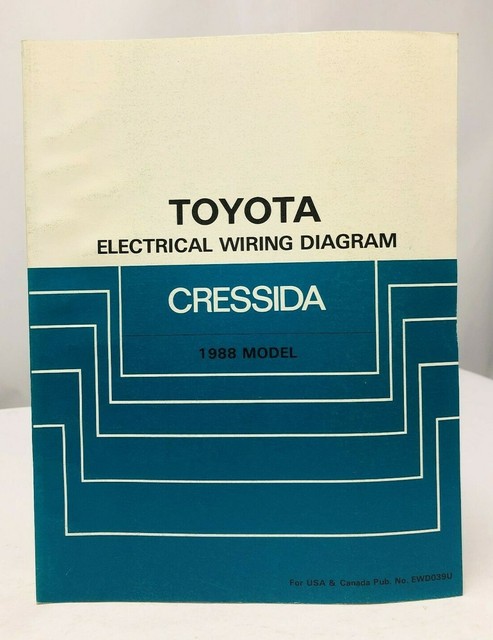 TOYOTA
ELECTRICAL WIRING DIAGRAM
CRESSIDA
1988 MODEL
For USA & Canada Pub. No. EWD039U